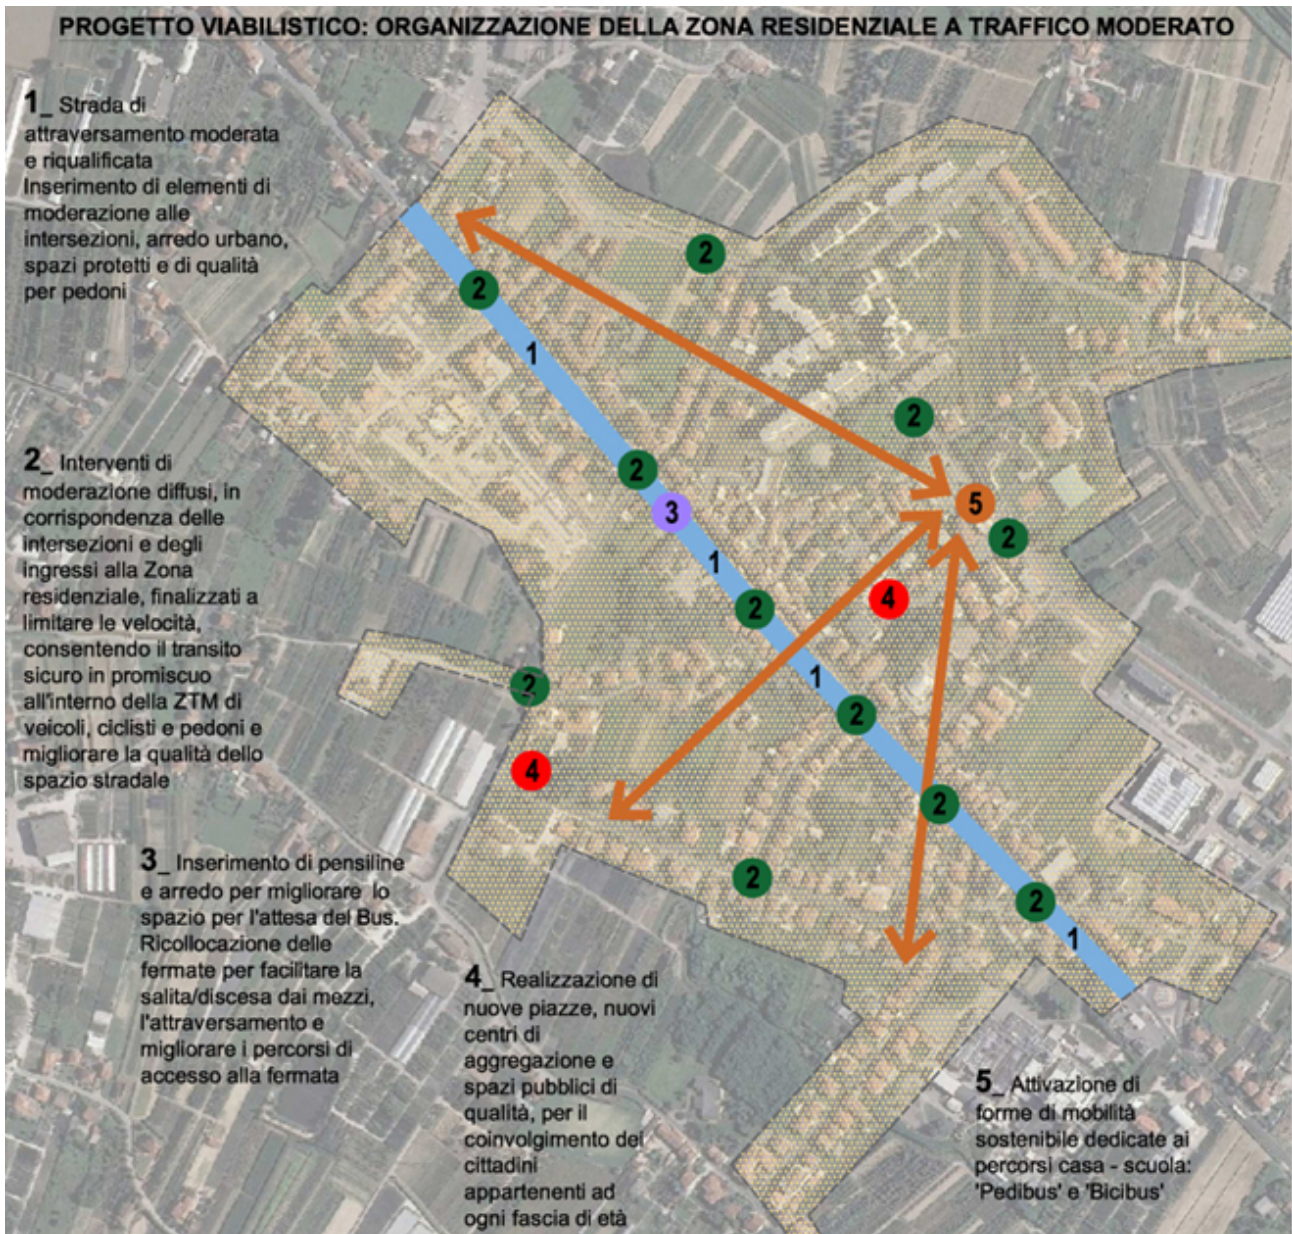 PROGETTO VIABILISTICO: ORGANIZZAZIONE DELLA ZONA RESIDENZIALE A TRAFFICO MODERATO
1_ Strada di
attraversamento moderata
e riqualificata
Inserimento di elementi di
moderazione alle
intersezioni, arredo urbano,
spazi protetti e di qualità
per pedoni
2
2
1
2
2
3
5
2
1
4
2
2_ Interventi di
moderazione diffusi, in
corrispondenza delle
intersezioni e degli
ingressi alla Zona
residenziale, finalizzati a
limitare le velocità,
consentendo il transito
sicuro in promiscuo
all'interno della ZTM di
veicoli, ciclisti e pedoni e
migliorare la qualità dello
spazio stradale
1
2
2
4
2
2
2
1
3_ Inserimento di pensiline
e arredo per migliorare lo
spazio per l'attesa del Bus.
Ricollocazione delle
fermate per facilitare la
salita/discesa dai mezzi,
l'attraversamento e
migliorare i percorsi di
accesso alla fermata
4_ Realizzazione di
nuove piazze, nuovi
centri di
aggregazione e
spazi pubblici di
qualità, per il
coinvolgimento dei
cittadini
appartenenti ad
ogni fascia di età
5_ Attivazione di
forme di mobilità
sostenibile dedicate ai
percorsi casa - scuola:
'Pedibus' e 'Bicibus'